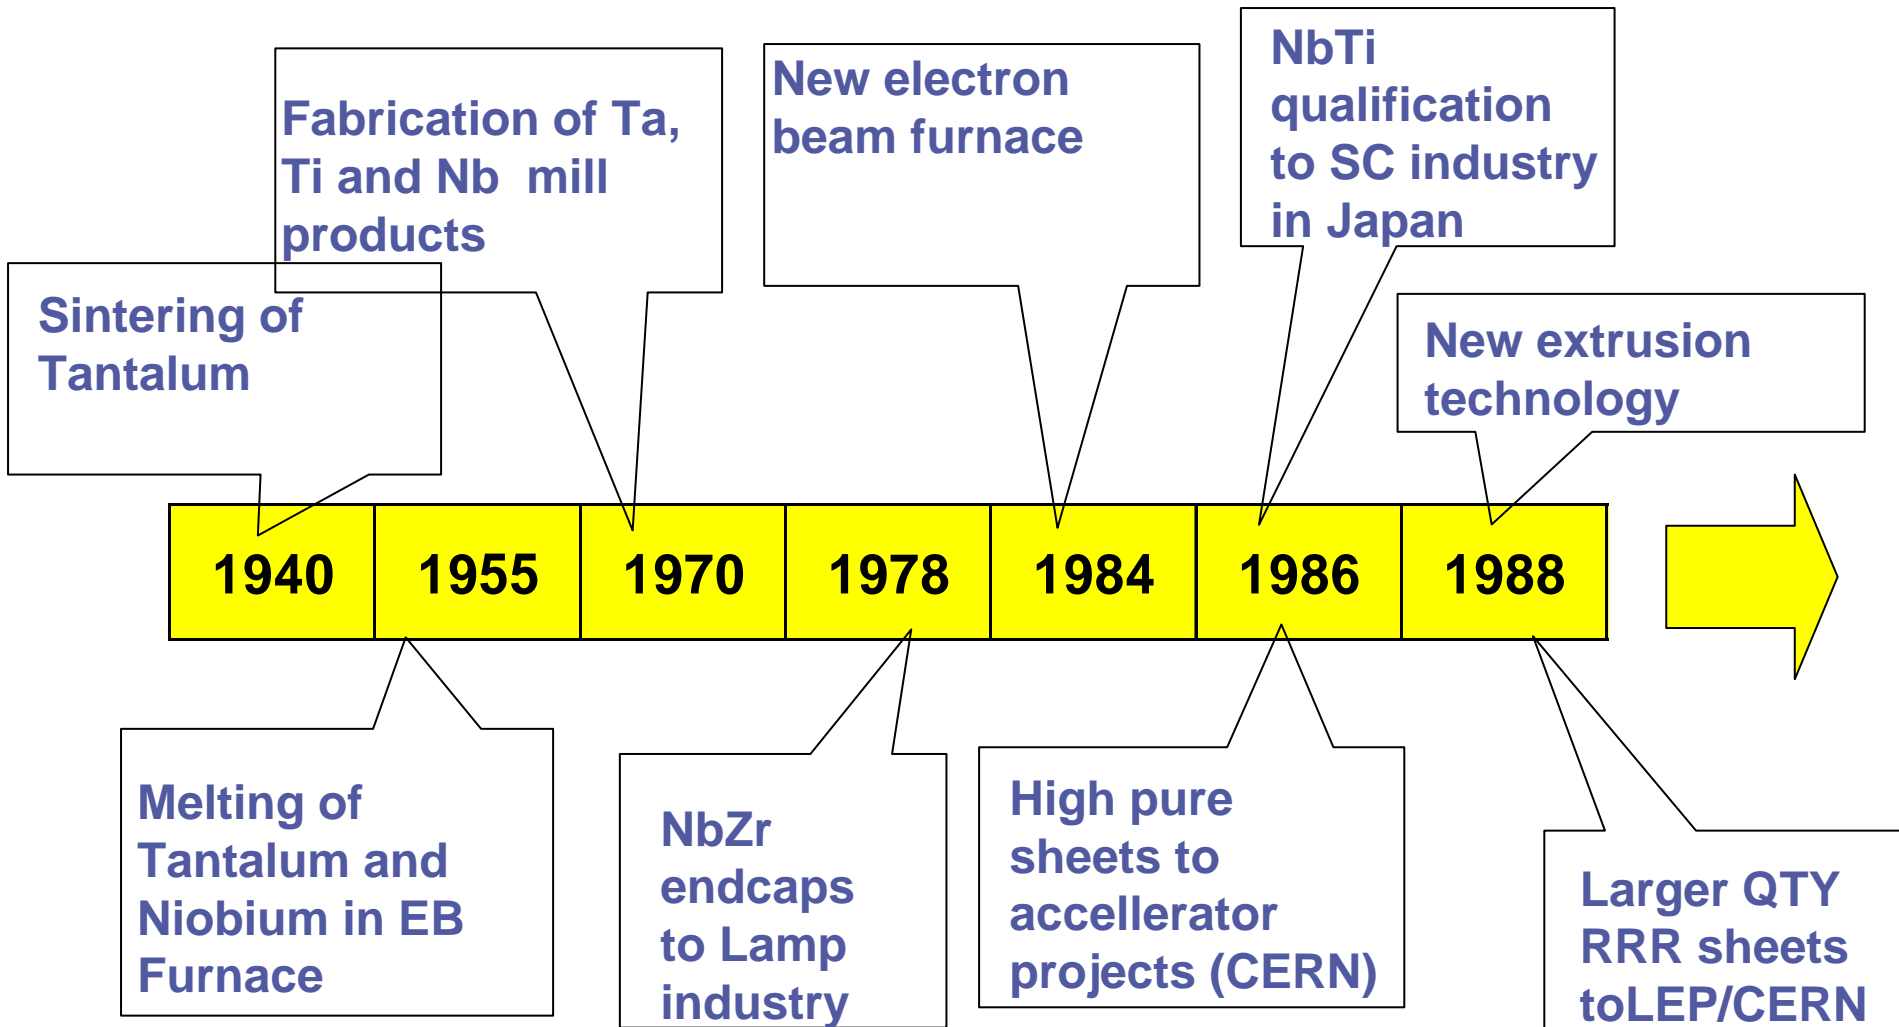 Sintering of
Tantalum
Fabrication of Ta,
Ti and Nb mill
products
New electron
beam furnace
NbTi
qualification
to SC industry
in Japan
New extrusion
technology
1940 1955 1970 1978 1984 1986 1988
Melting of
Tantalum and
Niobium in EB
Furnace
NbZr
endcaps
to Lamp
industry
High pure
sheets to
accellerator
projects (CERN)
Larger QTY
RRR sheets
toLEP/CERN